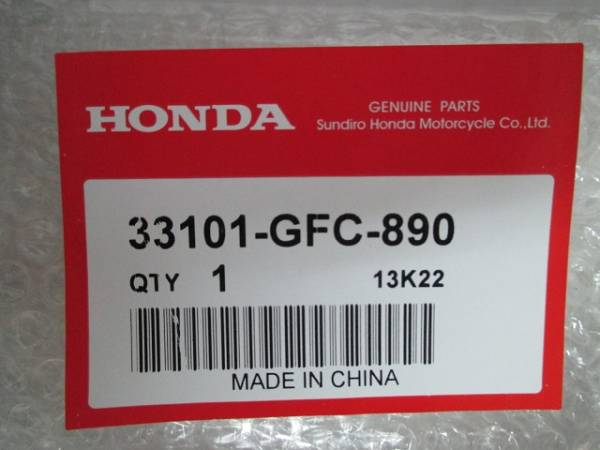 HONDA
GENUINE PARTS
Sundiro Honda Motorcycle Co.,Ltd.
33101-GFC-890
QTY 1 13K22
MADE IN CHINA